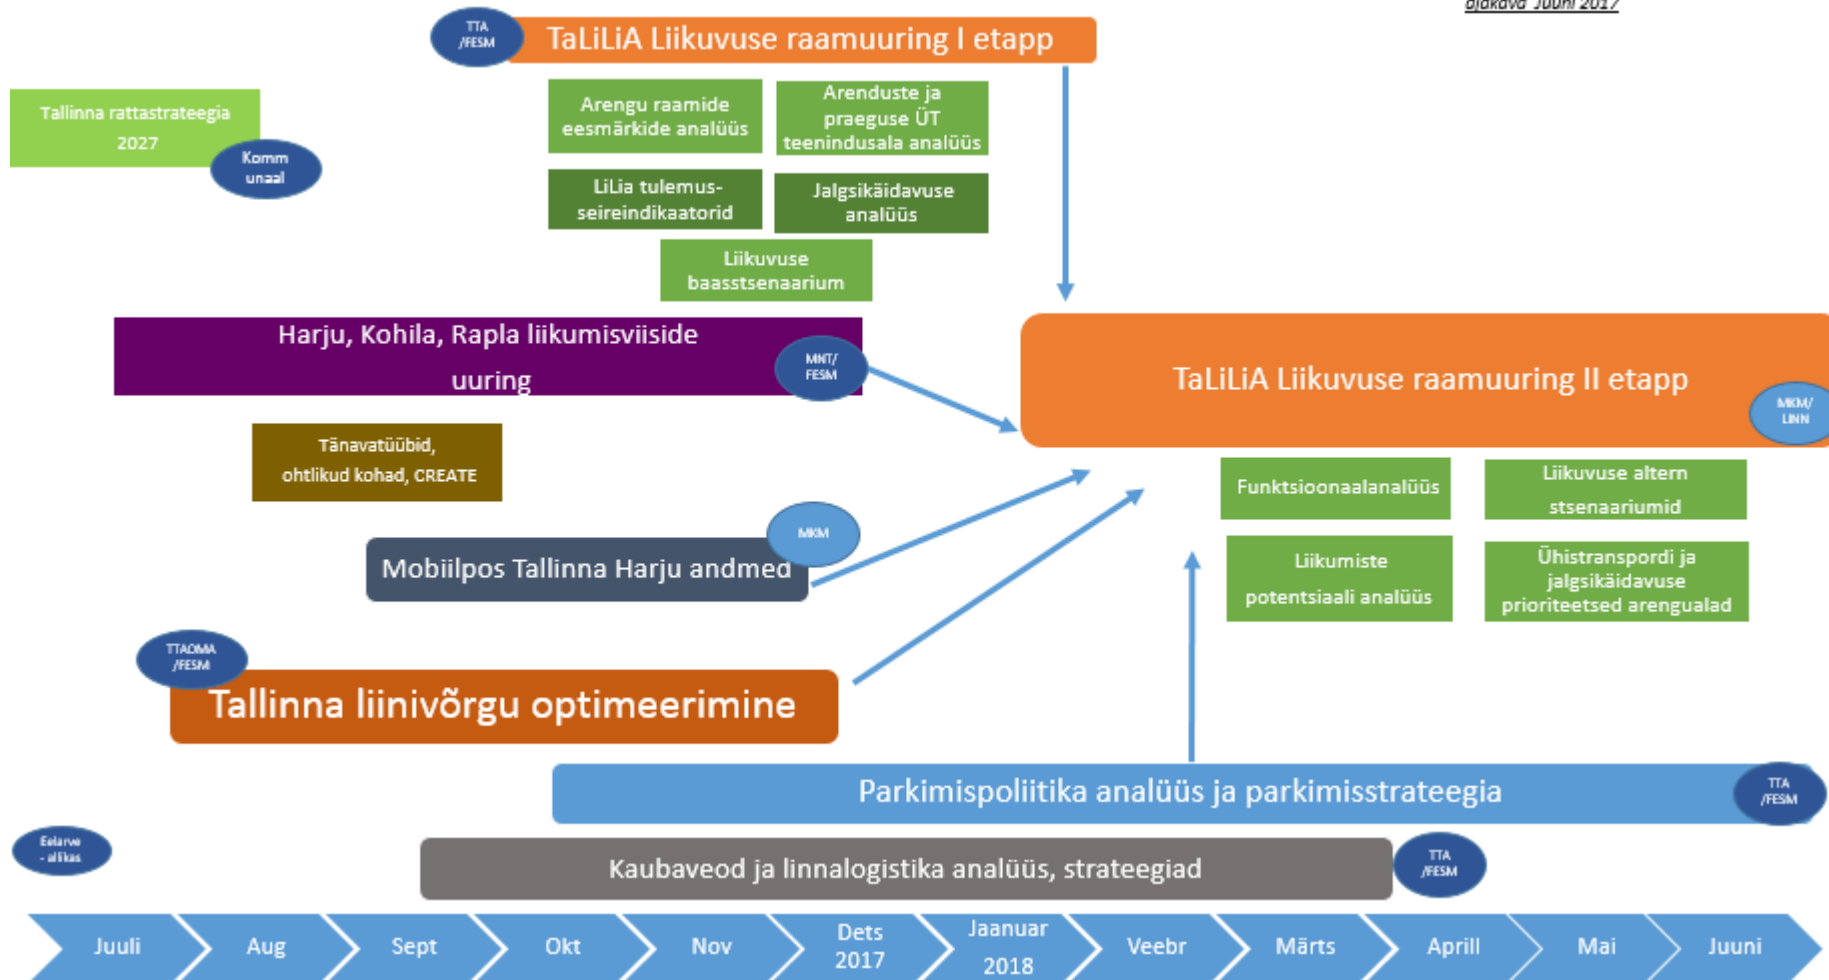 ajakava Juuni 2017
TTA
/FESM
TaLiLiA Liikuvuse raamuuring I etapp
Tallinna rattastrateegia
2027
Komm
unaal
Arengu raamide
eesmärkide analüüs
Arenduste ja
praeguse ÜT
teenindusala analüüs
LiLia tulemus-
seireindikaatorid
Jalgsikäidavuse
analüüs
Liikuvuse
baasstsenaarium
Harju, Kohila, Rapla liikumisviiside
uuring
MNT/
FESM
TaLiLiA Liikuvuse raamuuring II etapp
MKM/
LINN
Tänavatüübid,
ohtlikud kohad, CREATE
Funktsioonaalanalüüs
Liikuvuse altern
stsenaariumid
MKM
Mobiilpos Tallinna Harju andmed
Liikumiste
potentsiaali analüüs
Ühistranspordi ja
jalgsikäidavuse
prioriteetsed arengualad
TTAOMA
/FESM
Tallinna liinivõrgu optimeerimine
Parkimispoliitika analüüs ja parkimisstrateegia
TTA
/FESM
Eelarve
- allikas
Kaubaveod ja linnalogistika analüüs, strateegiad
TTA
/FESM
Juuli
Aug
Sept
Okt
Nov
Dets
2017
Jaanuar
2018
Veebr
Märts
Aprill
Mai
Juuni